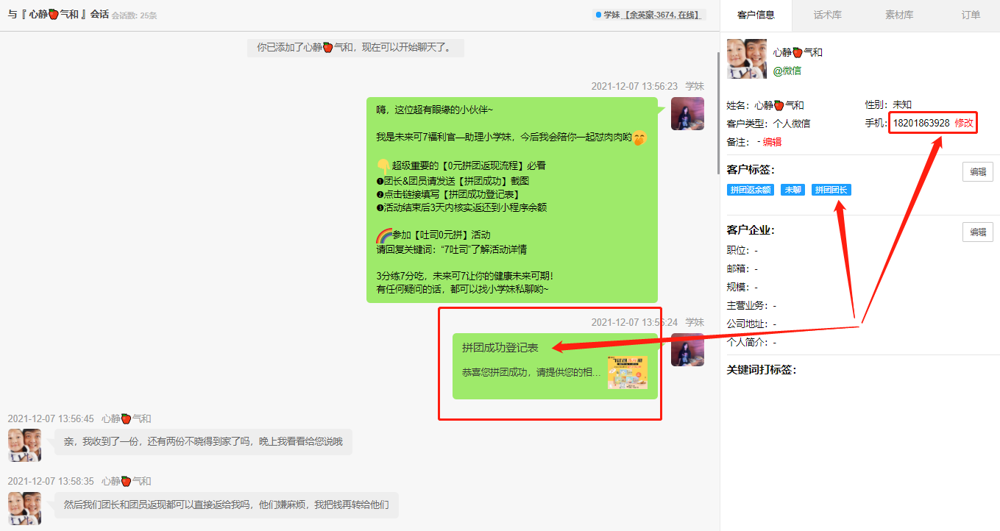 与『 心静🍎气和 』会话 会话数: 25条
学妹 【余英豪-3674, 在线】
你已添加了心静🍎气和，现在可以开始聊天了。
2021-12-07 13:56:23 学妹
嗨，这位超有眼缘的小伙伴~
我是未来可7福利官—助理小学妹，今后我会陪你一起怼肉肉哟🤭
👇超级重要的【0元拼团返现流程】必看
❶团长&团员请发送【拼团成功】截图
❷点击链接填写【拼团成功登记表】
❸活动结束后3天内核实返还到小程序余额
🌈参加【吐司0元拼】活动
请回复关键词：“7吐司”了解活动详情
3分练7分吃，未来可7让你的健康未来可期！
有任何疑问的话，都可以找小学妹私聊哟~
2021-12-07 13:56:24 学妹
拼团成功登记表
恭喜您拼团成功，请提供您的相...
2021-12-07 13:56:45 心静🍎气和
亲，我收到了一份，还有两份不晓得到家了吗，晚上我看看给您说哦
2021-12-07 13:58:35 心静🍎气和
然后我们团长和团员返现都可以直接返给我吗，他们嫌麻烦，我把钱再转给他们
客户信息 话术库 素材库 订单
心静🍎气和
@微信
姓名：心静🍎气和 性别：未知
客户类型：个人微信 手机：18201863928 修改
备注： - 编辑
客户标签： 编辑
拼团返余额 未聊 拼团团长
客户企业： 编辑
职位：-
邮箱：-
规模：-
主营业务：-
公司地址：-
个人简介：-
关键词打标签：